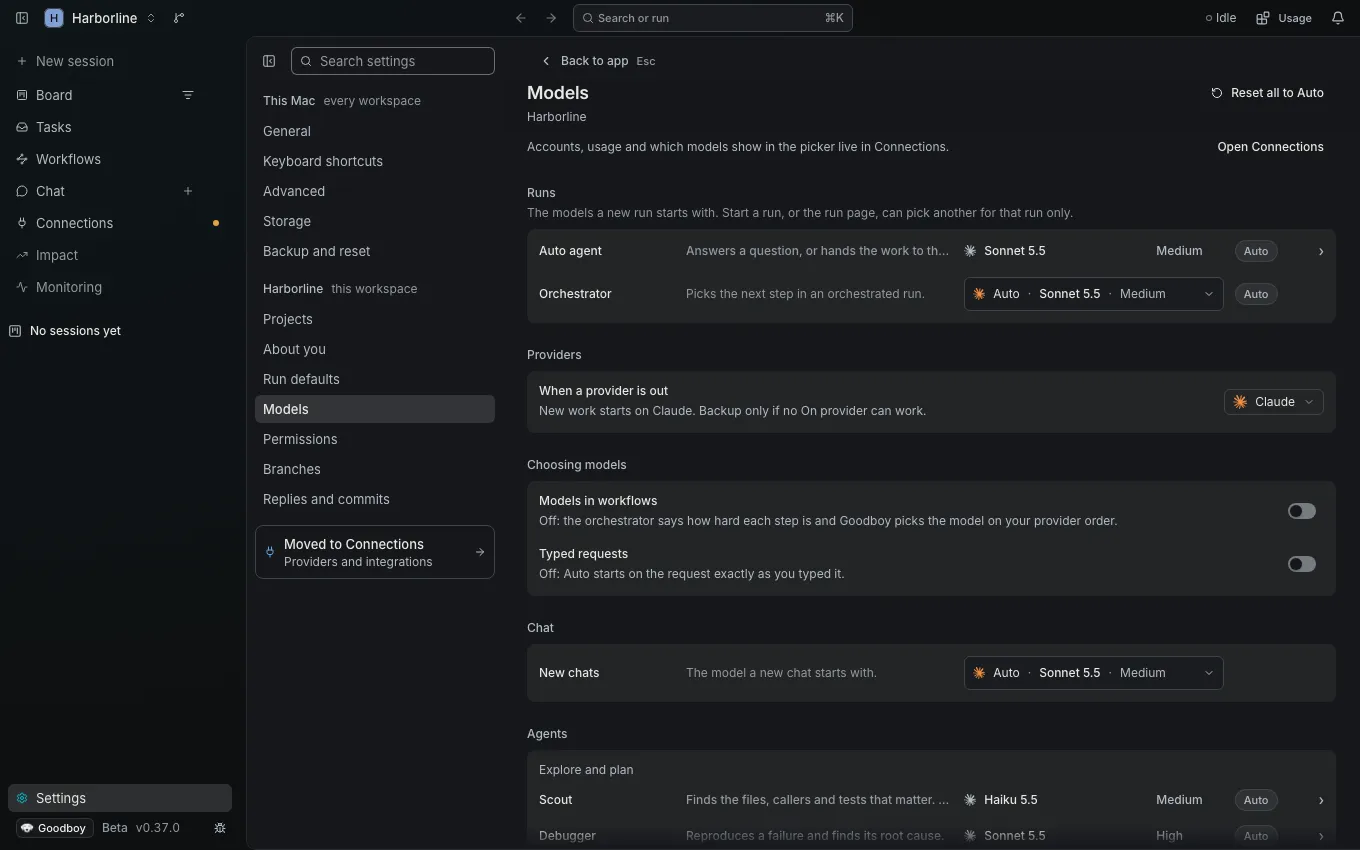 H Harborline
Search or run ⌘K
Idle
Usage
New session
Board
Tasks
Workflows
Chat
Connections
Impact
Monitoring
No sessions yet
Settings
Goodboy Beta v0.37.0
Search settings
This Mac every workspace
General
Keyboard shortcuts
Advanced
Storage
Backup and reset
Harborline this workspace
Projects
About you
Run defaults
Models
Permissions
Branches
Replies and commits
Moved to Connections
Providers and integrations
Back to app Esc
Models
Reset all to Auto
Harborline
Accounts, usage and which models show in the picker live in Connections.
Open Connections
Runs
The models a new run starts with. Start a run, or the run page, can pick another for that run only.
Auto agent Answers a question, or hands the work to th... Sonnet 5.5 Medium Auto
Orchestrator Picks the next step in an orchestrated run. Auto · Sonnet 5.5 · Medium Auto
Providers
When a provider is out
New work starts on Claude. Backup only if no On provider can work.
Claude
Choosing models
Models in workflows
Off: the orchestrator says how hard each step is and Goodboy picks the model on your provider order.
Typed requests
Off: Auto starts on the request exactly as you typed it.
Chat
New chats The model a new chat starts with. Auto · Sonnet 5.5 · Medium
Agents
Explore and plan
Scout Finds the files, callers and tests that matter. ... Haiku 5.5 Medium Auto
Debugger Reproduces a failure and finds its root cause. Sonnet 5.5 High Auto